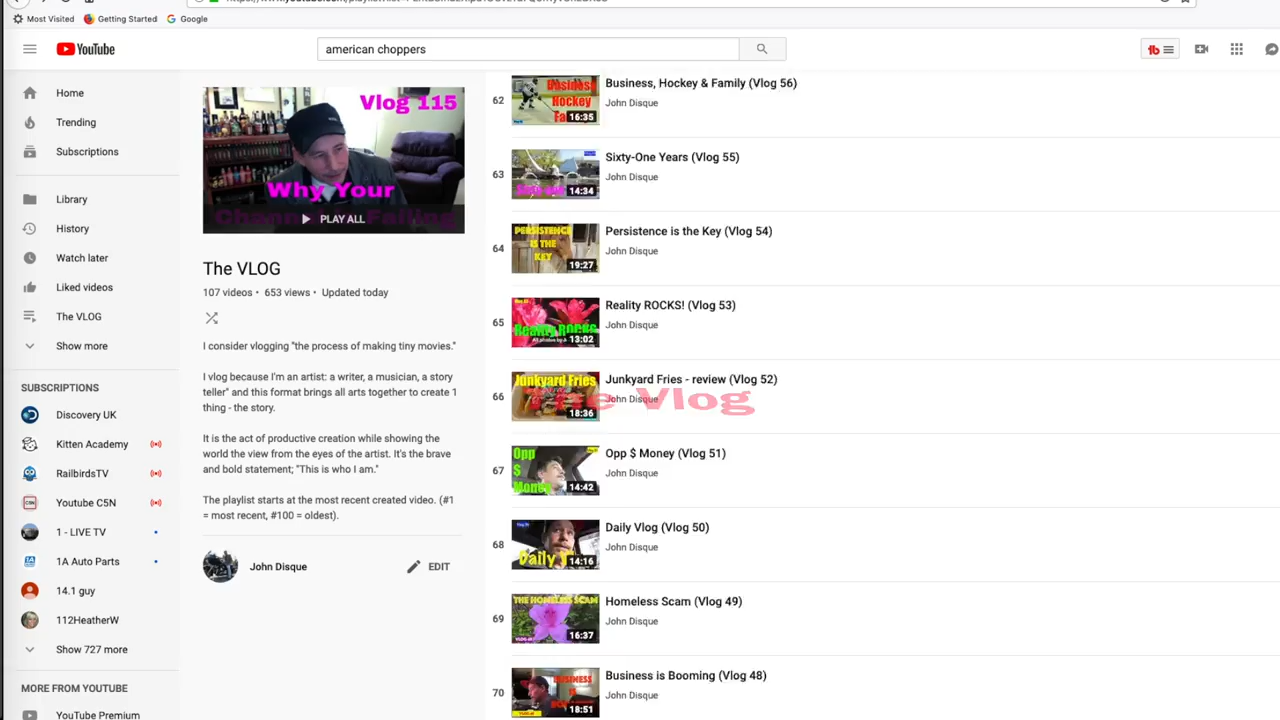 Most Visited
Getting Started
Google
YouTube
american choppers
Home
Trending
Subscriptions
Library
History
Watch later
Liked videos
The VLOG
Show more
SUBSCRIPTIONS
Discovery UK
Kitten Academy
RailbirdsTV
Youtube C5N
1 - LIVE TV
1A Auto Parts
14.1 guy
112HeatherW
Show 727 more
MORE FROM YOUTUBE
YouTube Premium
Vlog 115
Why Your
PLAY ALL
The VLOG
107 videos • 653 views • Updated today
I consider vlogging "the process of making tiny movies."
I vlog because I'm an artist: a writer, a musician, a story
teller" and this format brings all arts together to create 1
thing - the story.
It is the act of productive creation while showing the
world the view from the eyes of the artist. It's the brave
and bold statement; "This is who I am."
The playlist starts at the most recent created video. (#1
= most recent, #100 = oldest).
John Disque
EDIT
62
Business
Hockey
16:35
Business, Hockey & Family (Vlog 56)
John Disque
63
14:34
Sixty-One Years (Vlog 55)
John Disque
64
PERSISTENCE
IS THE
KEY
19:27
Persistence is the Key (Vlog 54)
John Disque
65
Reality ROCKS
13:02
Reality ROCKS! (Vlog 53)
John Disque
66
Junkyard Fries
18:36
Junkyard Fries - review (Vlog 52)
John Disque
Vlog
67
Opp
$
Money
14:42
Opp $ Money (Vlog 51)
John Disque
68
Daily
14:16
Daily Vlog (Vlog 50)
John Disque
69
THE HOMELESS SCAM
16:37
Homeless Scam (Vlog 49)
John Disque
70
BUSINESS
IS
18:51
Business is Booming (Vlog 48)
John Disque